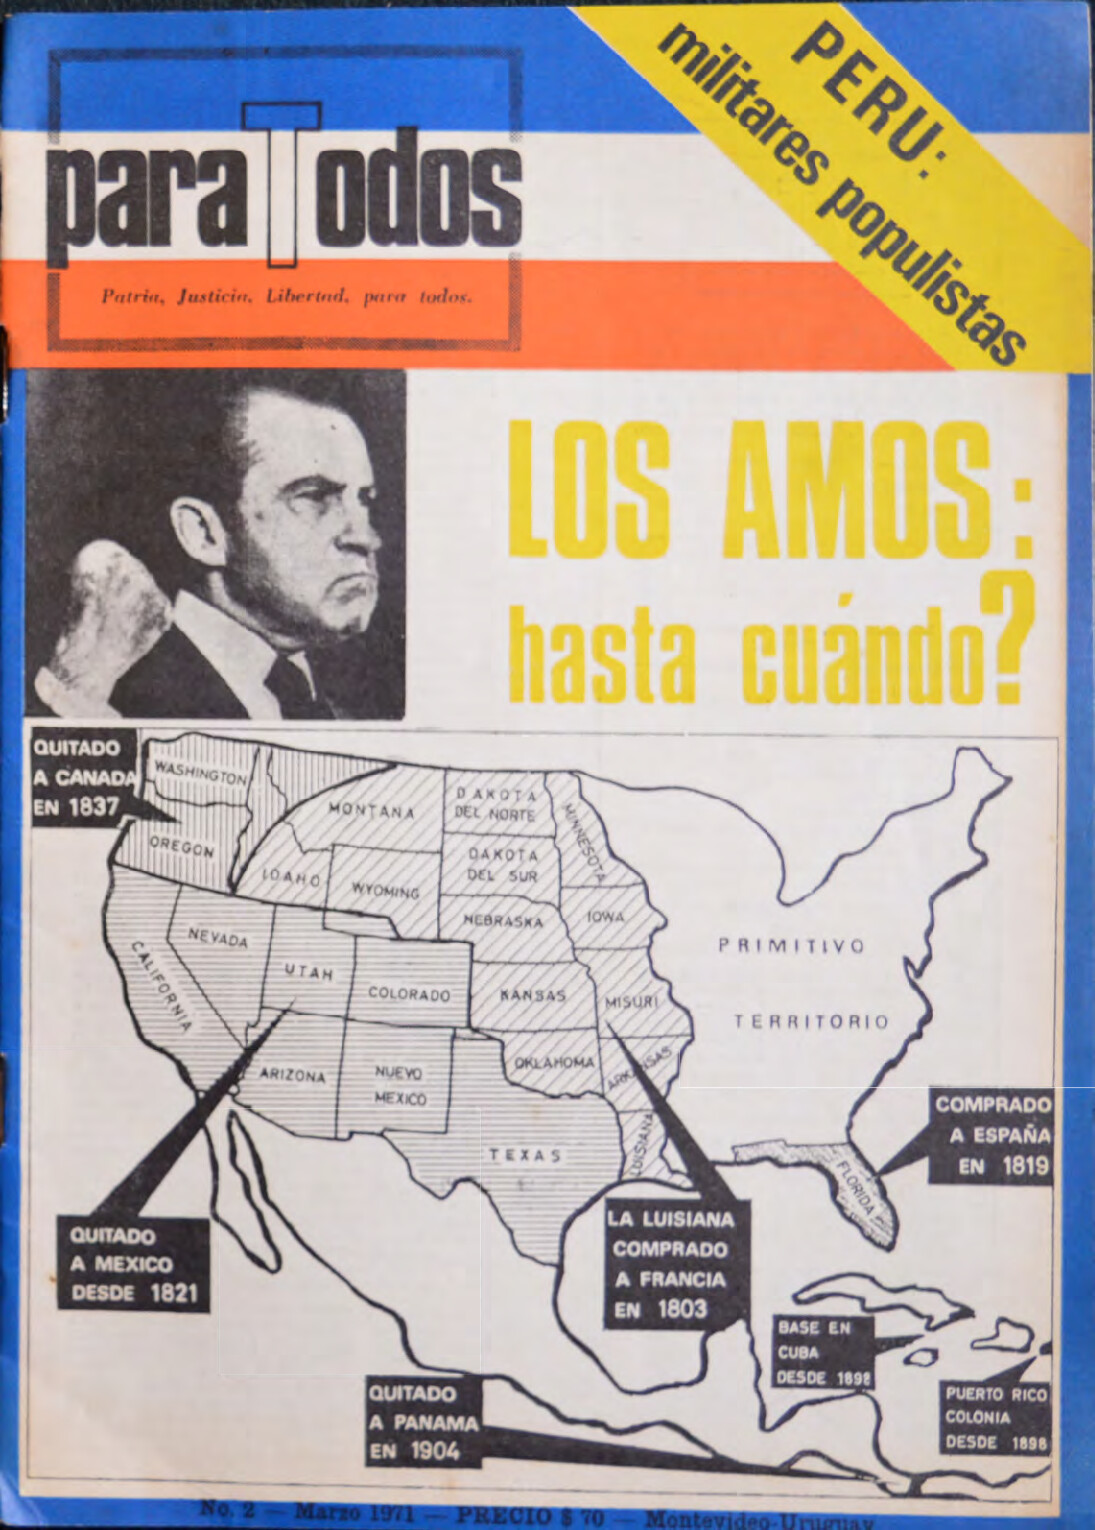 PERU:
militares populistas
para Todos
Patria, Justicia, Libertad, para todos.
LOS AMOS:
hasta cuándo?
QUITADO
A CANADA
EN 1837
WASHINGTON
OREGON
MONTANA
IDAHO
WYOMING
DAKOTA
DEL NORTE
DAKOTA
DEL SUR
MINNESOTA
NEBRASKA
IOWA
NEVADA
CALIFORNIA
UTAH
COLORADO
KANSAS
MISURI
PRIMITIVO
TERRITORIO
ARIZONA
NUEVO
MEXICO
OKLAHOMA
ARKANSAS
TEXAS
LOUISIANA
FLORIDA
COMPRADO
A ESPAÑA
EN 1819
QUITADO
A MEXICO
DESDE 1821
LA LUISIANA
COMPRADO
A FRANCIA
EN 1803
BASE EN
CUBA
DESDE 1898
PUERTO RICO
COLONIA
DESDE 1898
QUITADO
A PANAMA
EN 1904
No. 2 — Marzo 1971 — PRECIO $ 70 — Montevideo-Uruguay